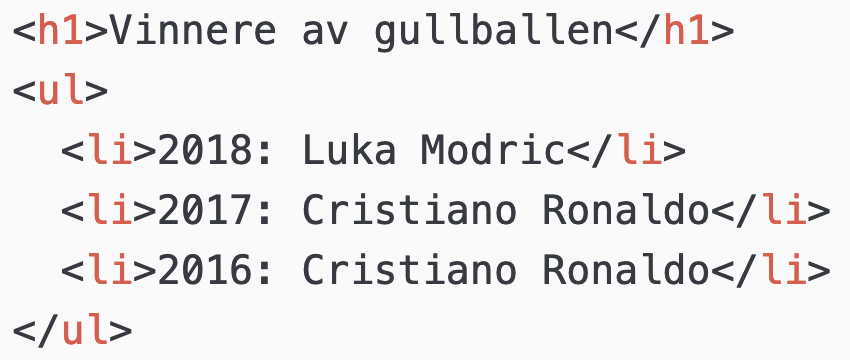 <h1>Vinnere av gullballen</h1>
<ul>
  <li>2018: Luka Modric</li>
  <li>2017: Cristiano Ronaldo</li>
  <li>2016: Cristiano Ronaldo</li>
</ul>